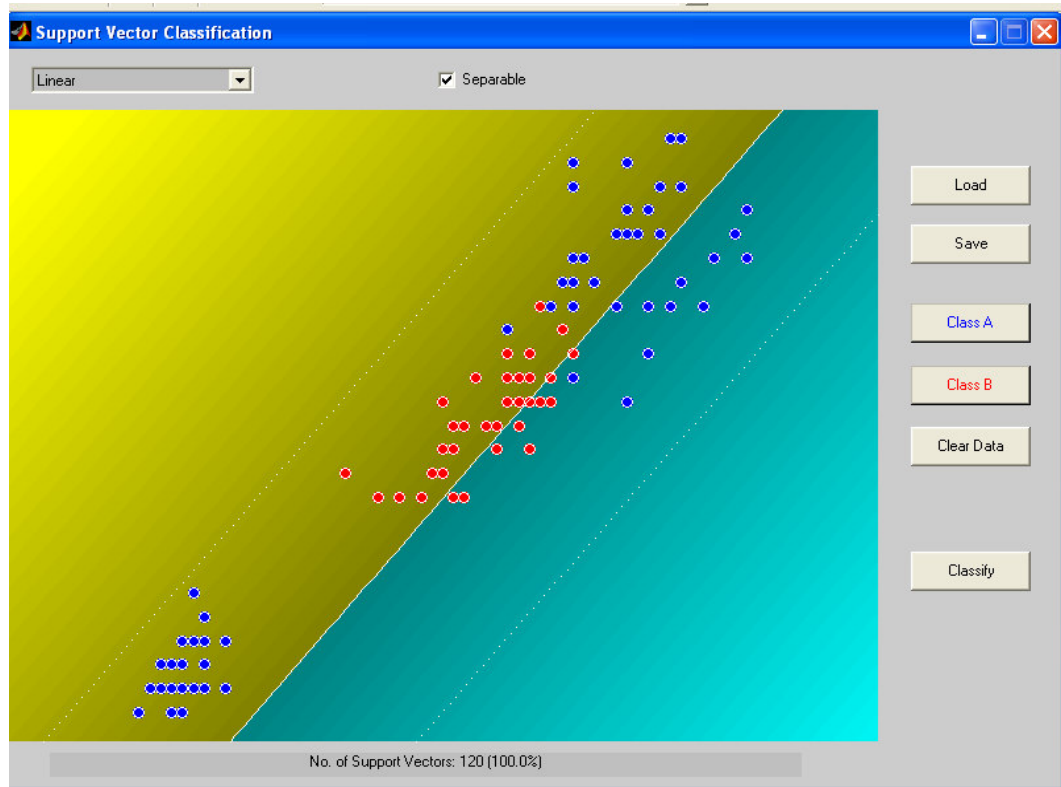 Support Vector Classification
Linear
Separable
Load
Save
Class A
Class B
Clear Data
Classify
No. of Support Vectors: 120 (100.0%)